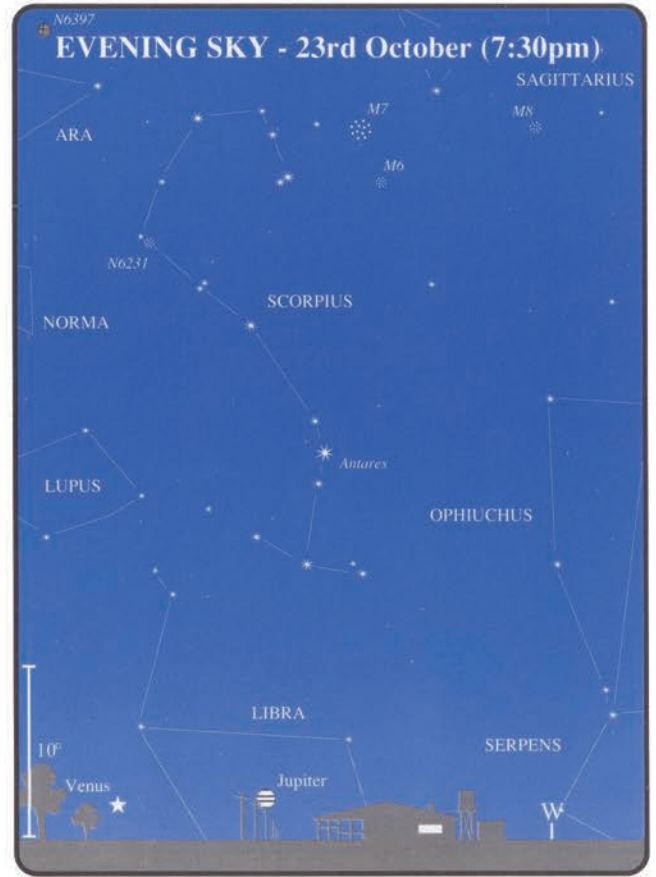 N6397
EVENING SKY - 23rd October (7:30pm)
SAGITTARIUS
M7
M8
ARA
M6
N6231
SCORPIUS
NORMA
Antares
LUPUS
OPHIUCHUS
LIBRA
SERPENS
10°
Venus
Jupiter
W